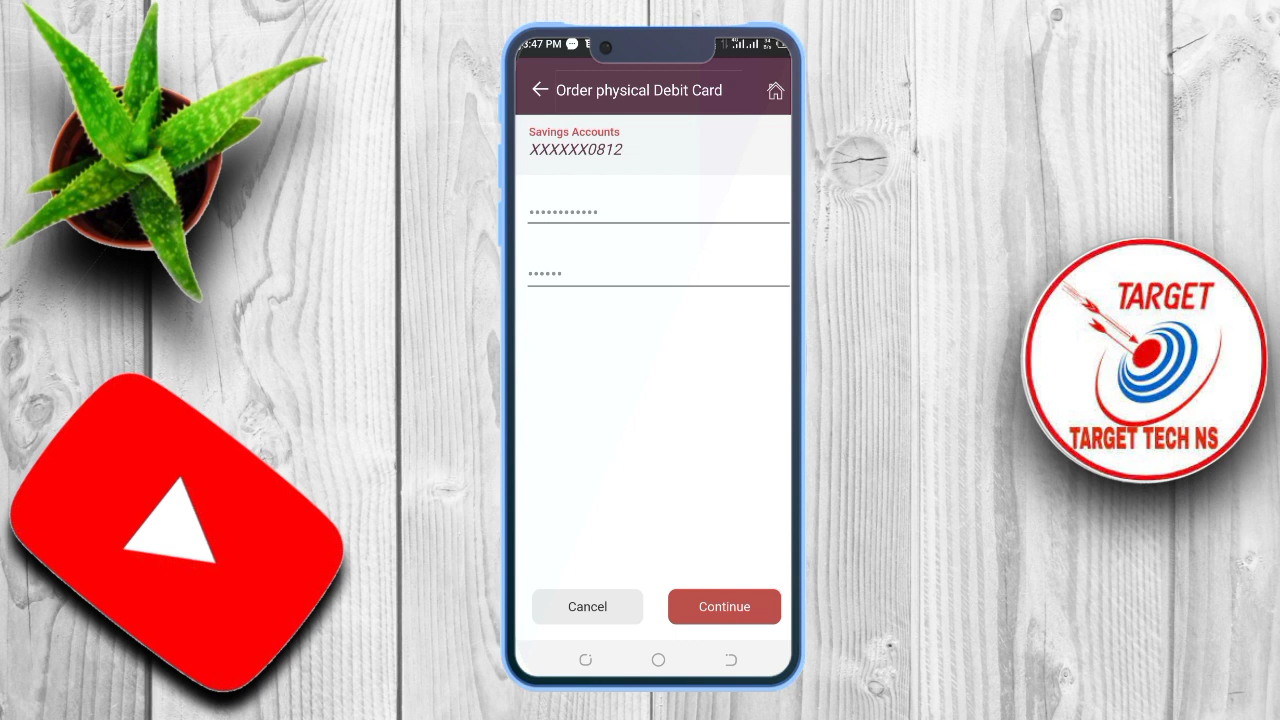 3:47 PM
Order physical Debit Card
Savings Accounts
XXXXXX0812
••••••••••••
••••••
Cancel
Continue
TARGET
TARGET TECH NS